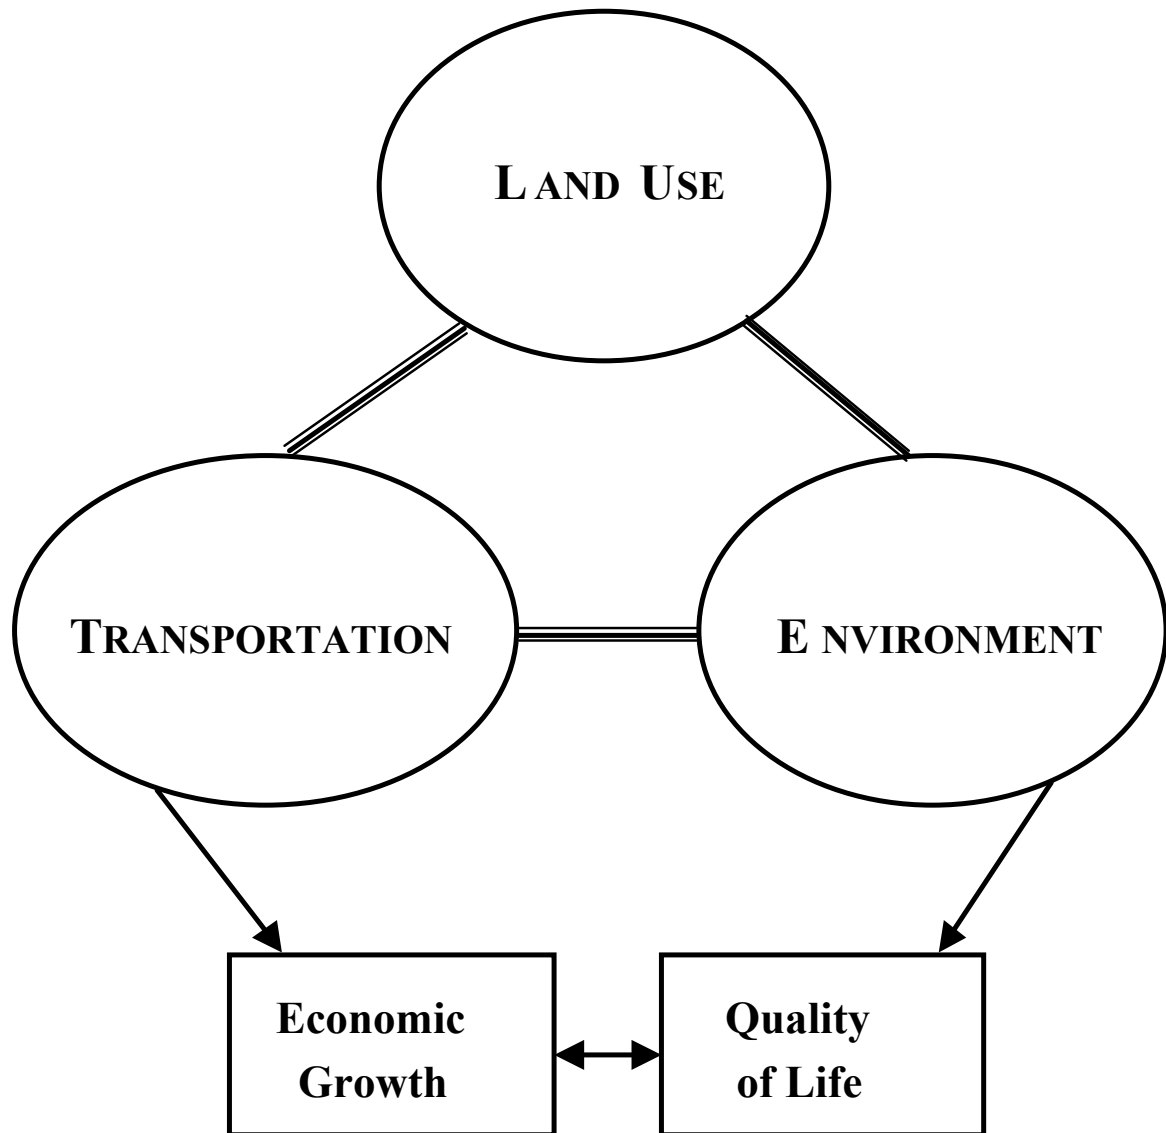 LAND USE
TRANSPORTATION
ENVIRONMENT
Economic
Growth
Quality
of Life